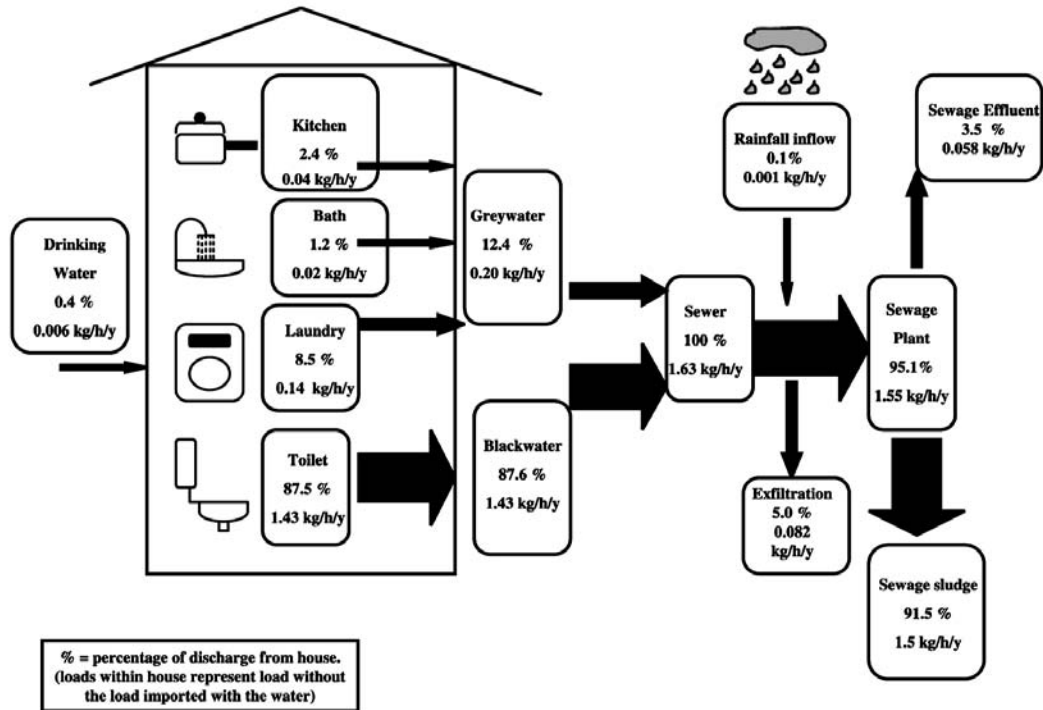 Drinking
Water
0.4 %
0.006 kg/h/y
Kitchen
2.4 %
0.04 kg/h/y
Bath
1.2 %
0.02 kg/h/y
Laundry
8.5 %
0.14 kg/h/y
Toilet
87.5 %
1.43 kg/h/y
Greywater
12.4 %
0.20 kg/h/y
Blackwater
87.6 %
1.43 kg/h/y
Sewer
100 %
1.63 kg/h/y
Rainfall inflow
0.1%
0.001 kg/h/y
Exfiltration
5.0 %
0.082
kg/h/y
Sewage Effluent
3.5 %
0.058 kg/h/y
Sewage
Plant
95.1%
1.55 kg/h/y
Sewage sludge
91.5 %
1.5 kg/h/y
% = percentage of discharge from house.
(loads within house represent load without
the load imported with the water)